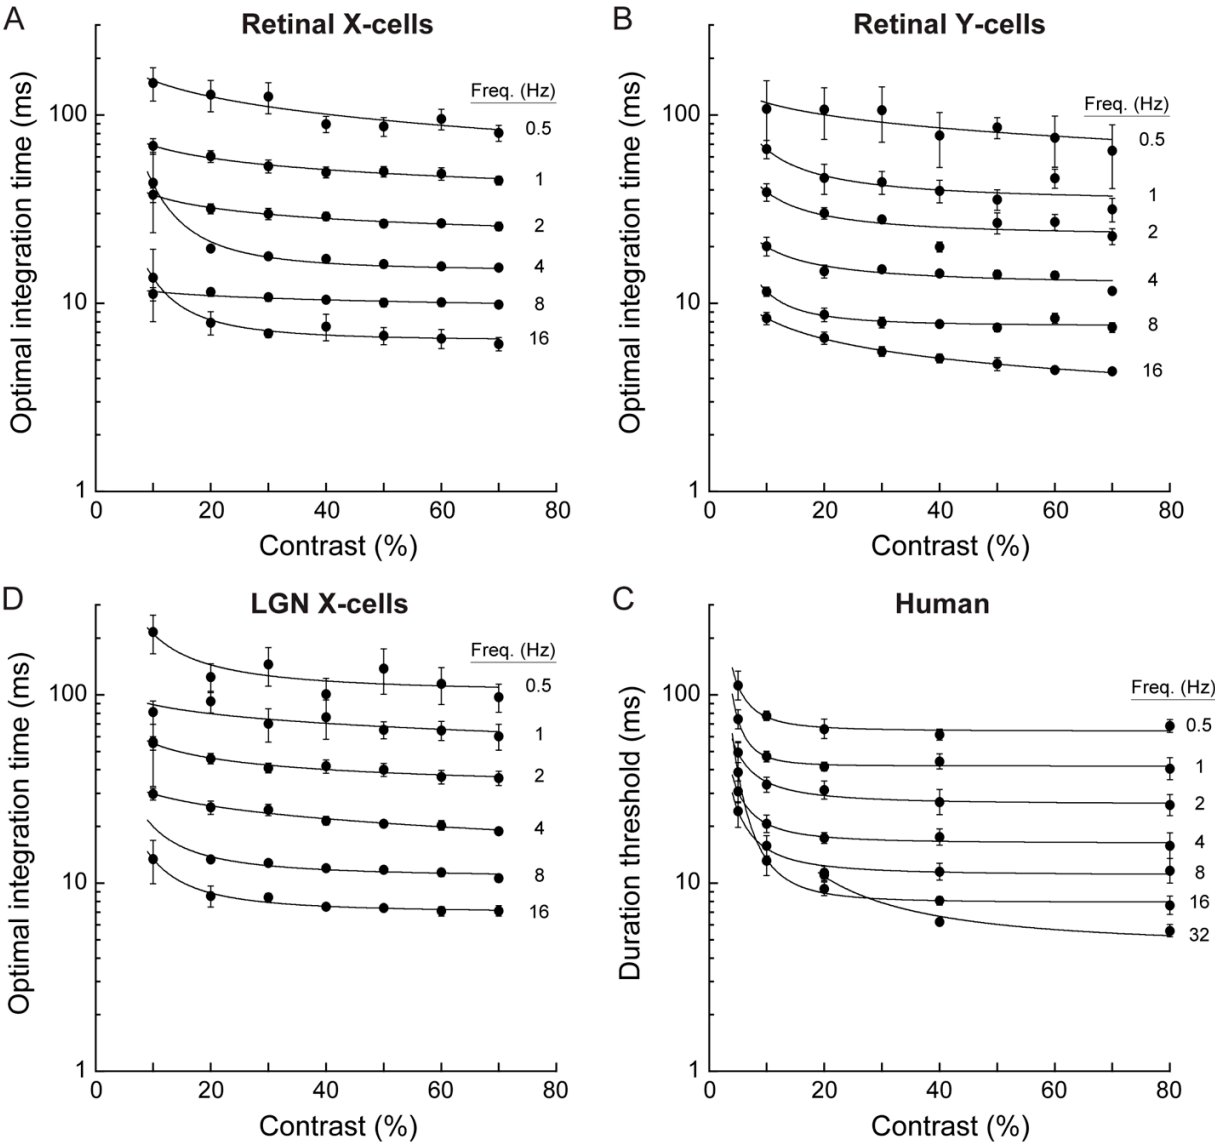 A
Retinal X-cells
Optimal integration time (ms)
100
10
1
Freq. (Hz)
0.5
1
2
4
8
16
0
20
40
60
80
Contrast (%)
B
Retinal Y-cells
Optimal integration time (ms)
100
10
1
Freq. (Hz)
0.5
1
2
4
8
16
0
20
40
60
80
Contrast (%)
D
LGN X-cells
Optimal integration time (ms)
100
10
1
Freq. (Hz)
0.5
1
2
4
8
16
0
20
40
60
80
Contrast (%)
C
Human
Duration threshold (ms)
100
10
1
Freq. (Hz)
0.5
1
2
4
8
16
32
0
20
40
60
80
Contrast (%)